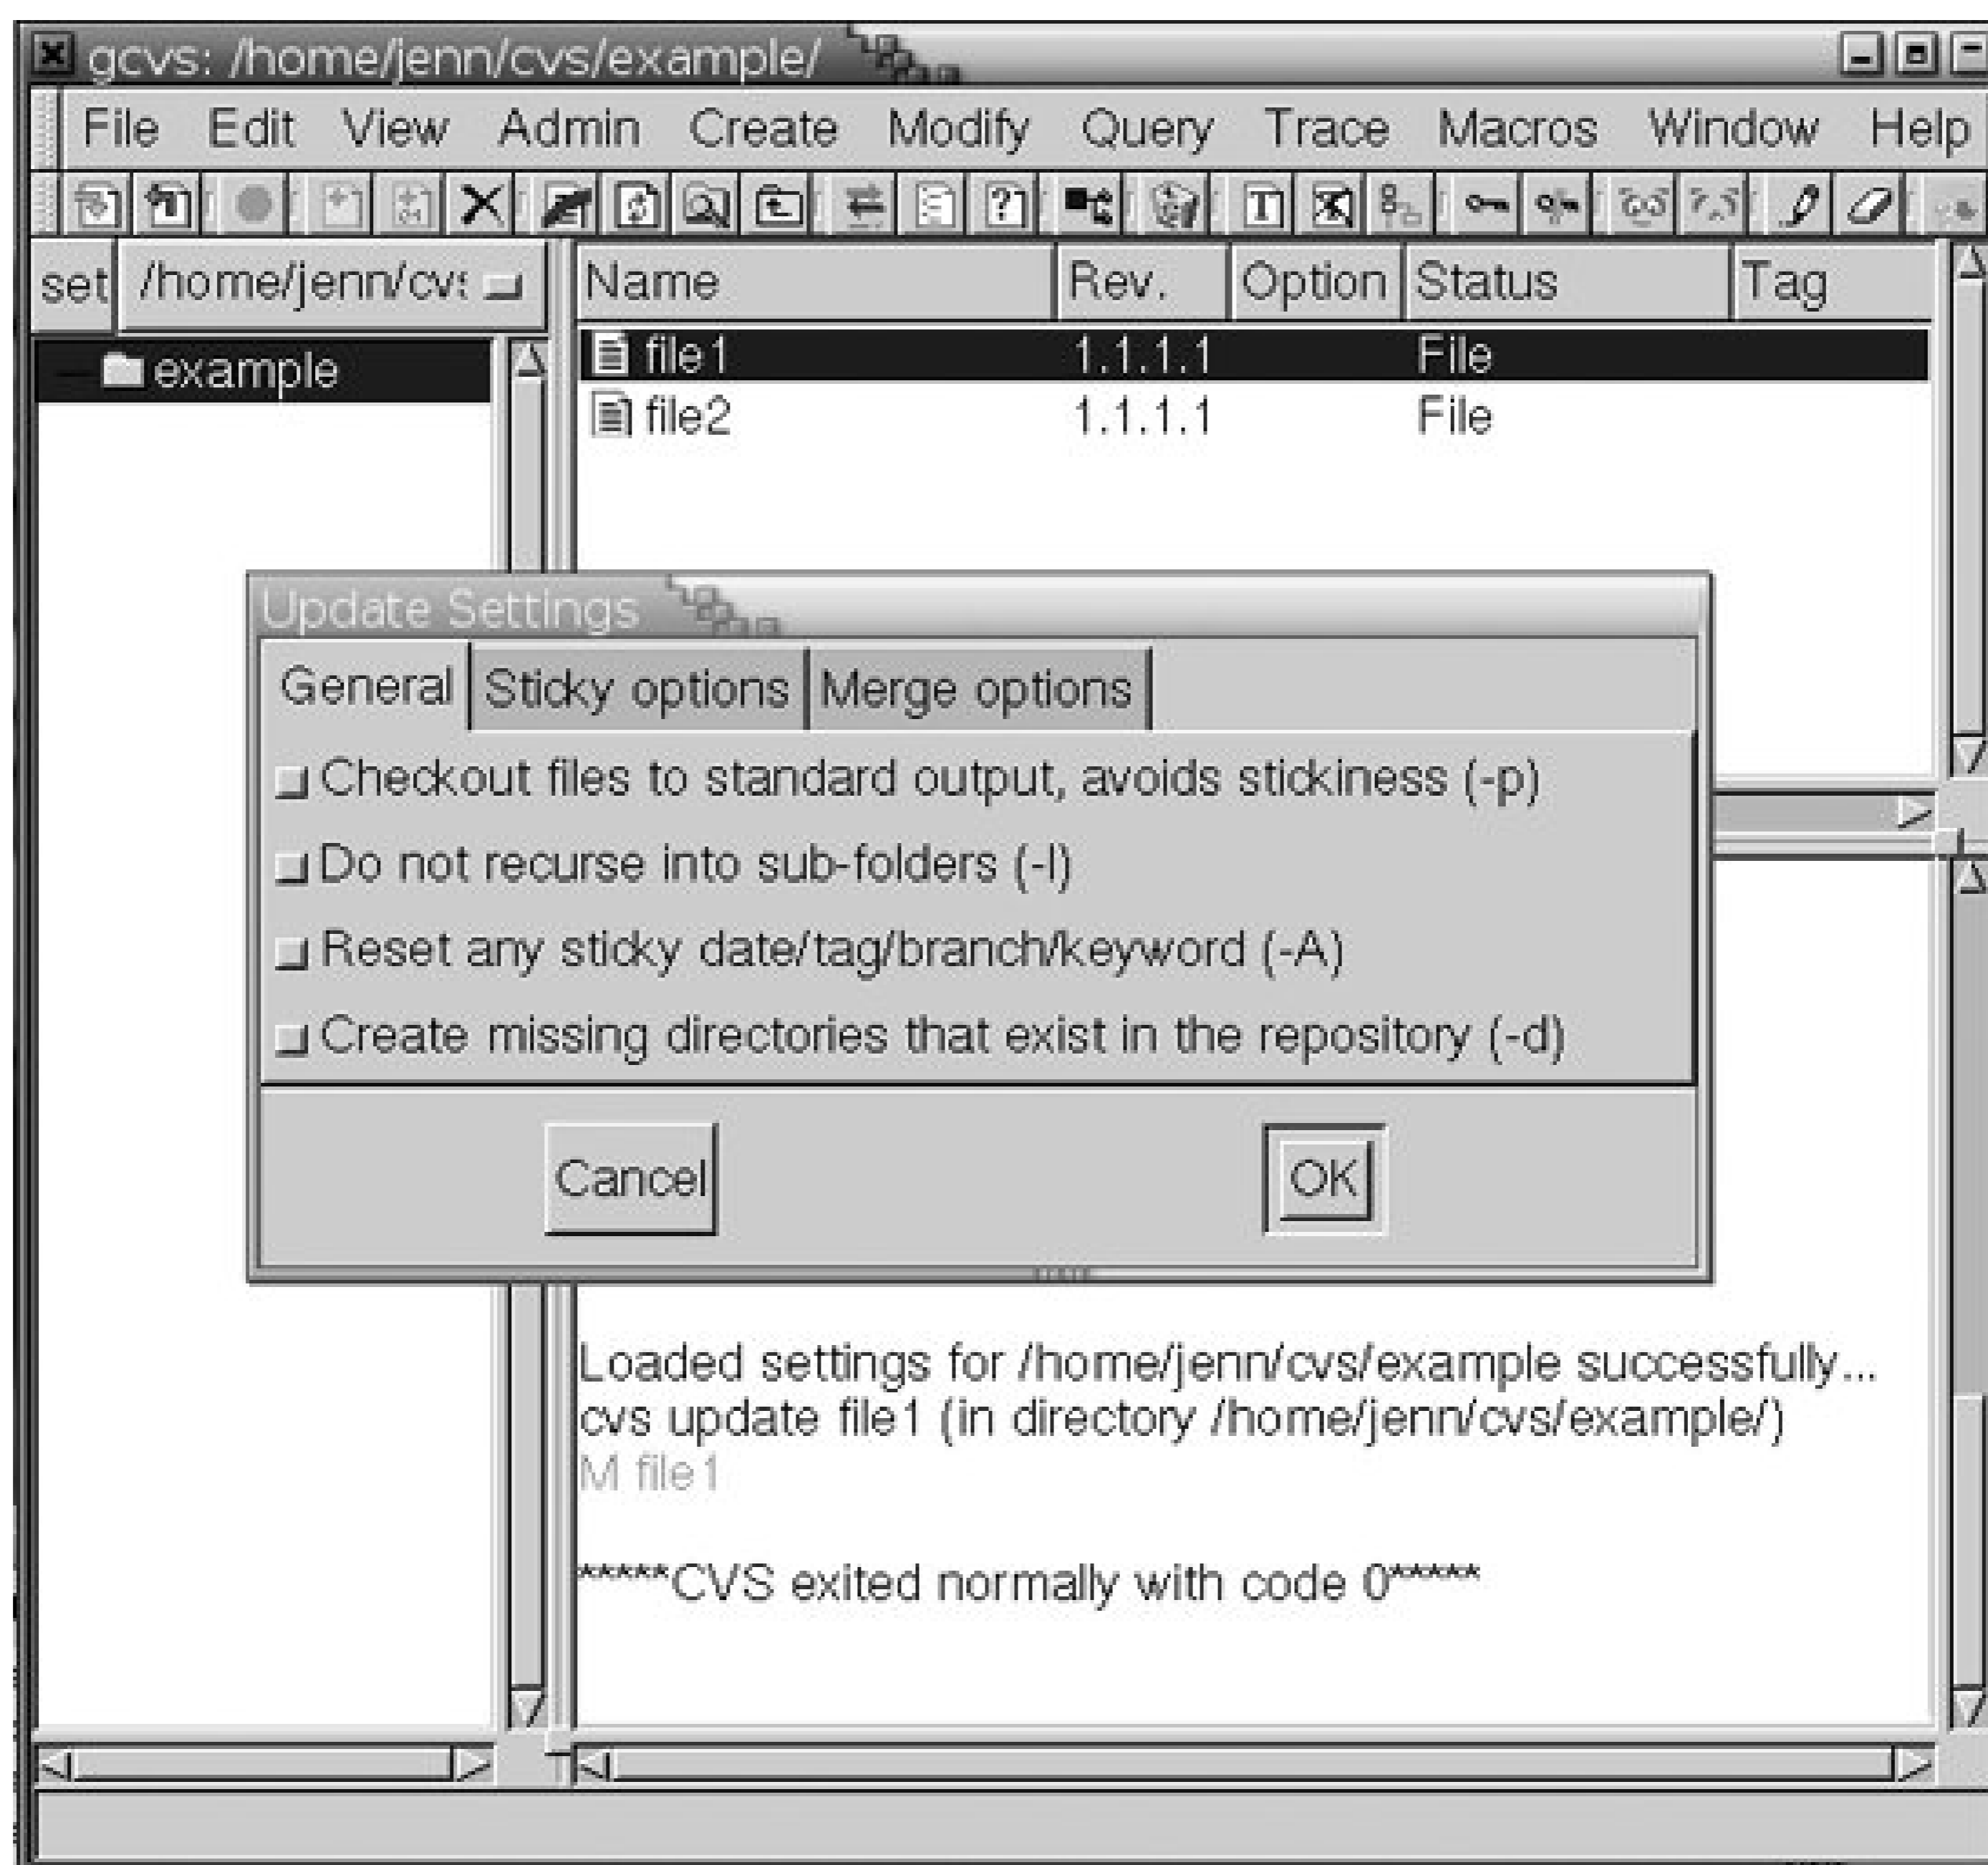 gcvs: /home/jenn/cvs/example/
File Edit View Admin Create Modify Query Trace Macros Window Help
set /home/jenn/cvs
Name Rev. Option Status Tag
example
file1 1.1.1.1 File
file2 1.1.1.1 File
Update Settings
General Sticky options Merge options
Checkout files to standard output, avoids stickiness (-p)
Do not recurse into sub-folders (-l)
Reset any sticky date/tag/branch/keyword (-A)
Create missing directories that exist in the repository (-d)
Cancel OK
Loaded settings for /home/jenn/cvs/example successfully...
cvs update file1 (in directory /home/jenn/cvs/example/)
M file1
*****CVS exited normally with code 0*****